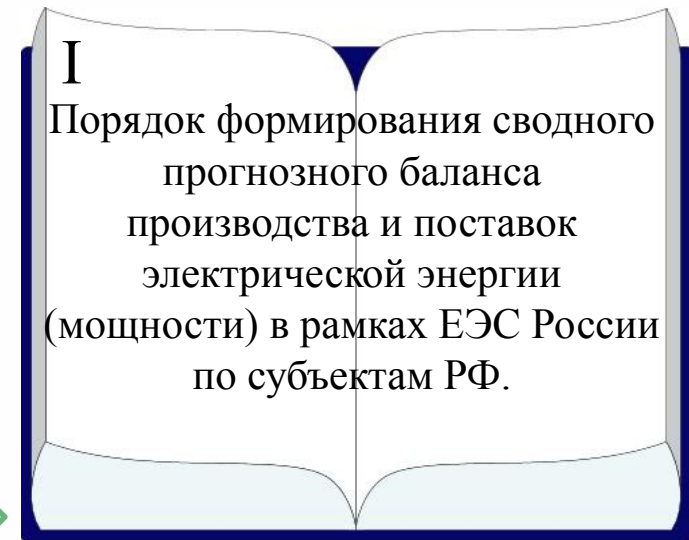 I
Порядок формирования сводного
прогнозного баланса
производства и поставок
электрической энергии
(мощности) в рамках ЕЭС России
по субъектам РФ.